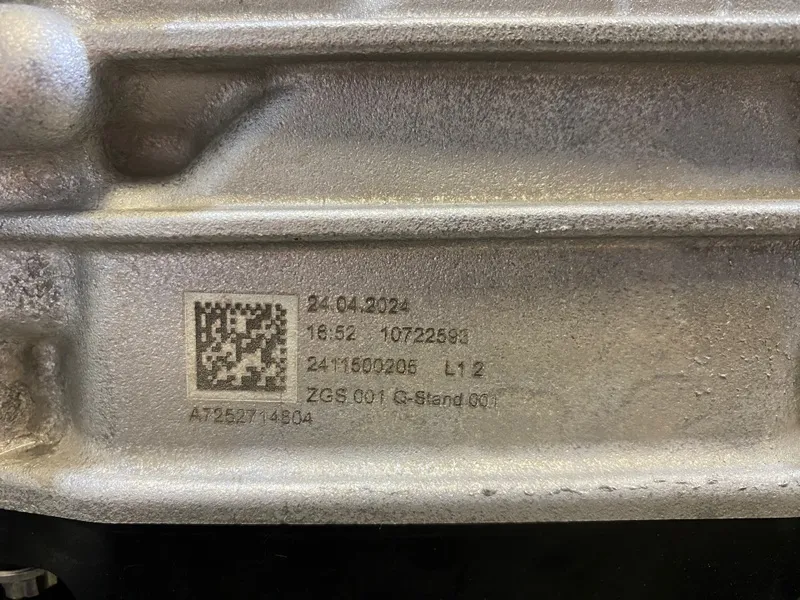 24.04.2024
16:52 10722593
2411500205 L1 2
ZGS 001 Q-Stand 001
A7252714804